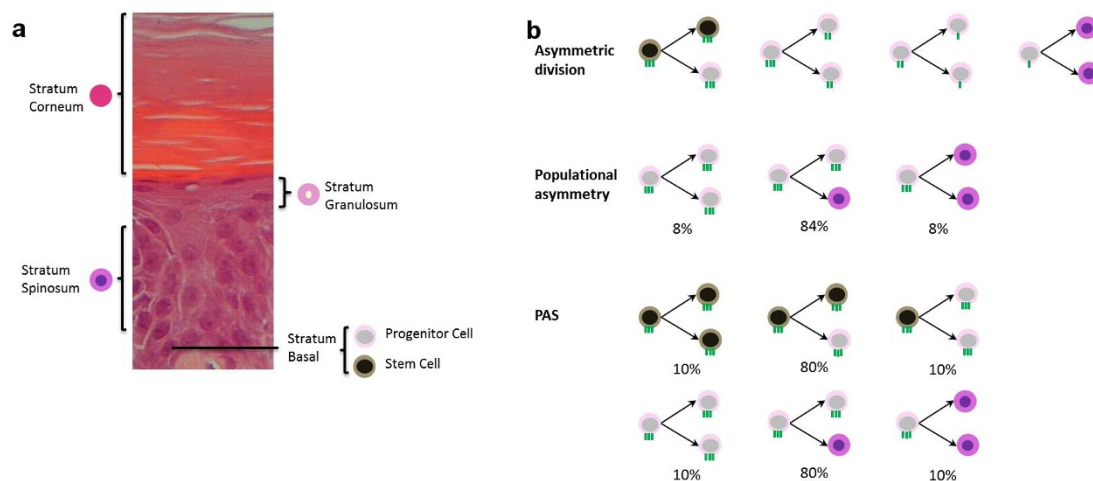 a
Stratum
Corneum
Stratum
Granulosum
Stratum
Spinosum
Stratum
Basal
Progenitor Cell
Stem Cell
b
Asymmetric
division
Populational
asymmetry
8%
84%
8%
PAS
10%
80%
10%
10%
80%
10%